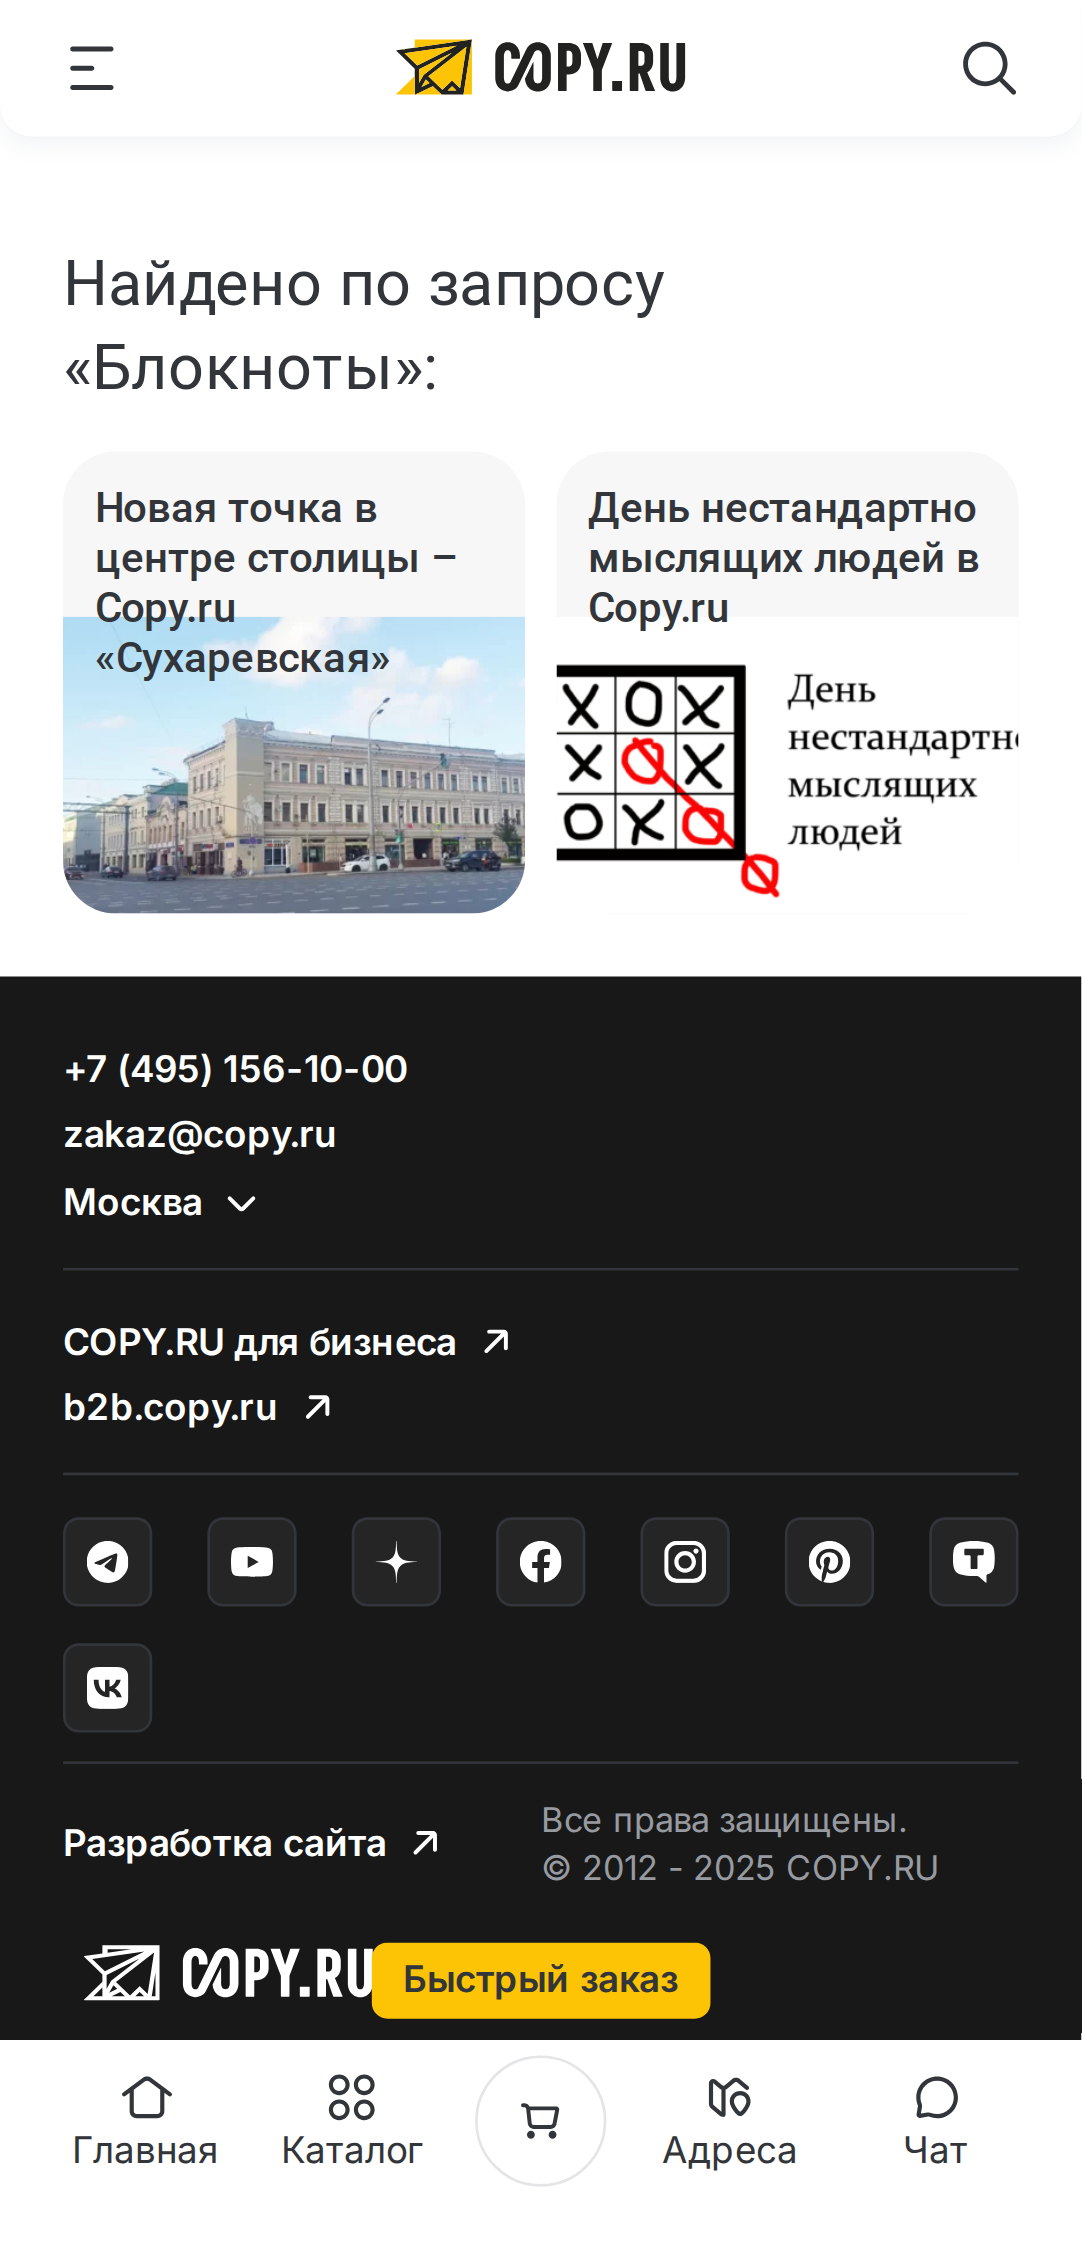 COPY.RU
Найдено по запросу
«Блокноты»:
Новая точка в
центре столицы –
Copy.ru
«Сухаревская»
День нестандартно
мыслящих людей в
Copy.ru
X O X
X O X
O X O
O
День
нестандартно
мыслящих
людей
+7 (495) 156-10-00
zakaz@copy.ru
Москва
COPY.RU для бизнеса
b2b.copy.ru
Разработка сайта
Все права защищены.
© 2012 - 2025 COPY.RU
COPY.RU
Быстрый заказ
Главная
Каталог
Адреса
Чат